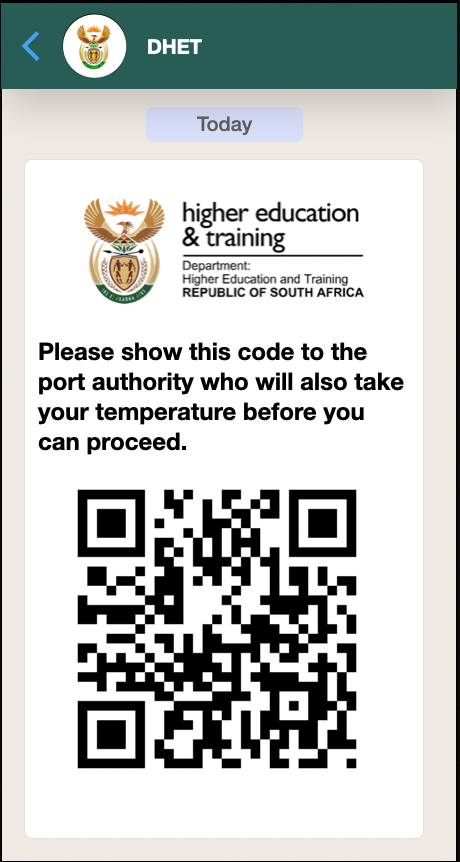 DHET
Today
higher education
& training
Department:
Higher Education and Training
REPUBLIC OF SOUTH AFRICA
Please show this code to the
port authority who will also take
your temperature before you
can proceed.